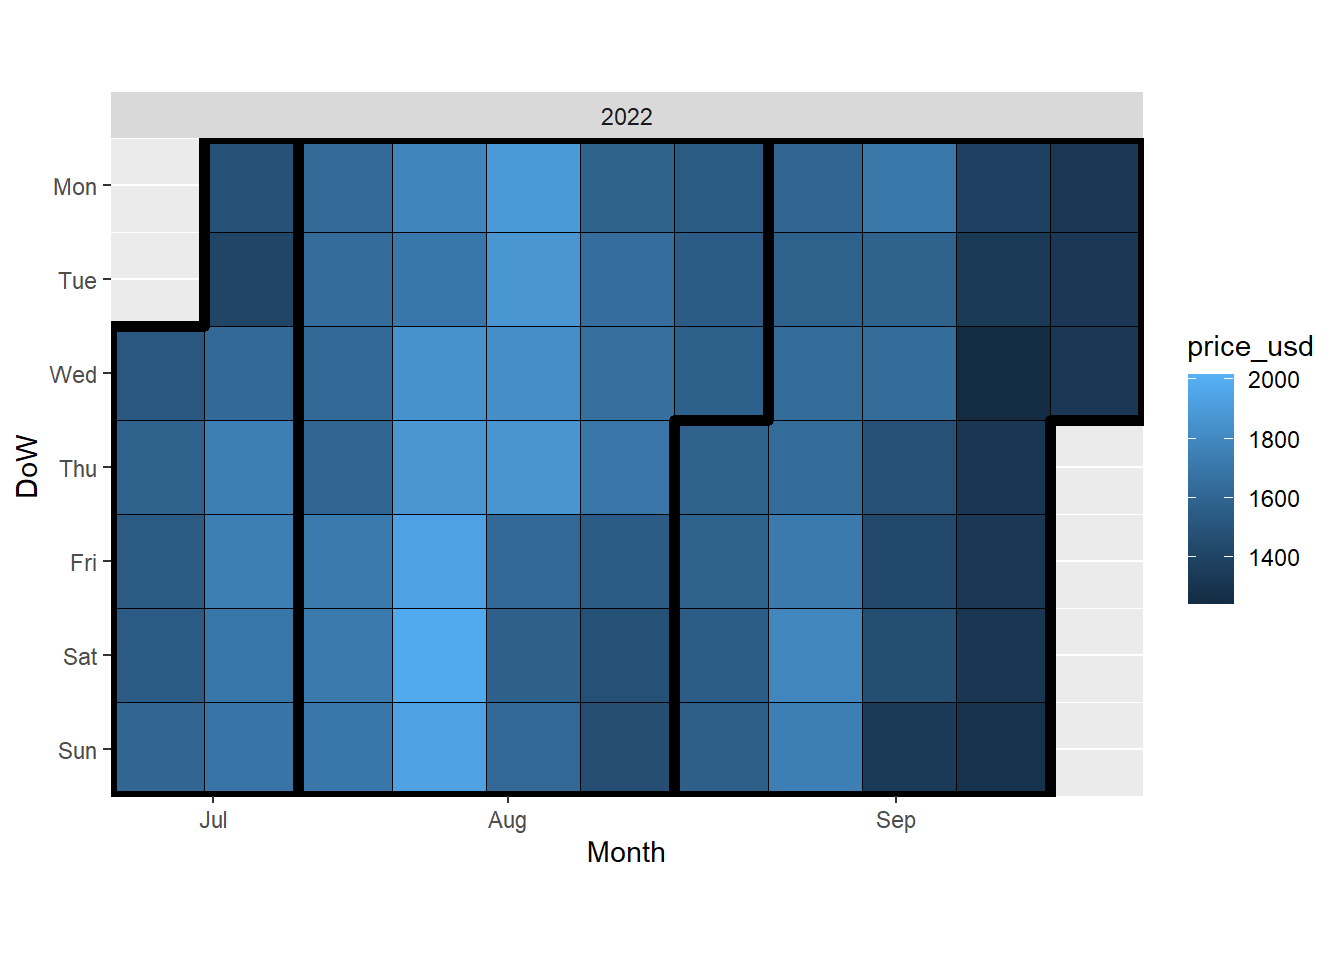 2022
Mon
Tue
Wed
Thu
Fri
Sat
Sun
DoW
Jul
Aug
Sep
Month
price_usd
2000
1800
1600
1400